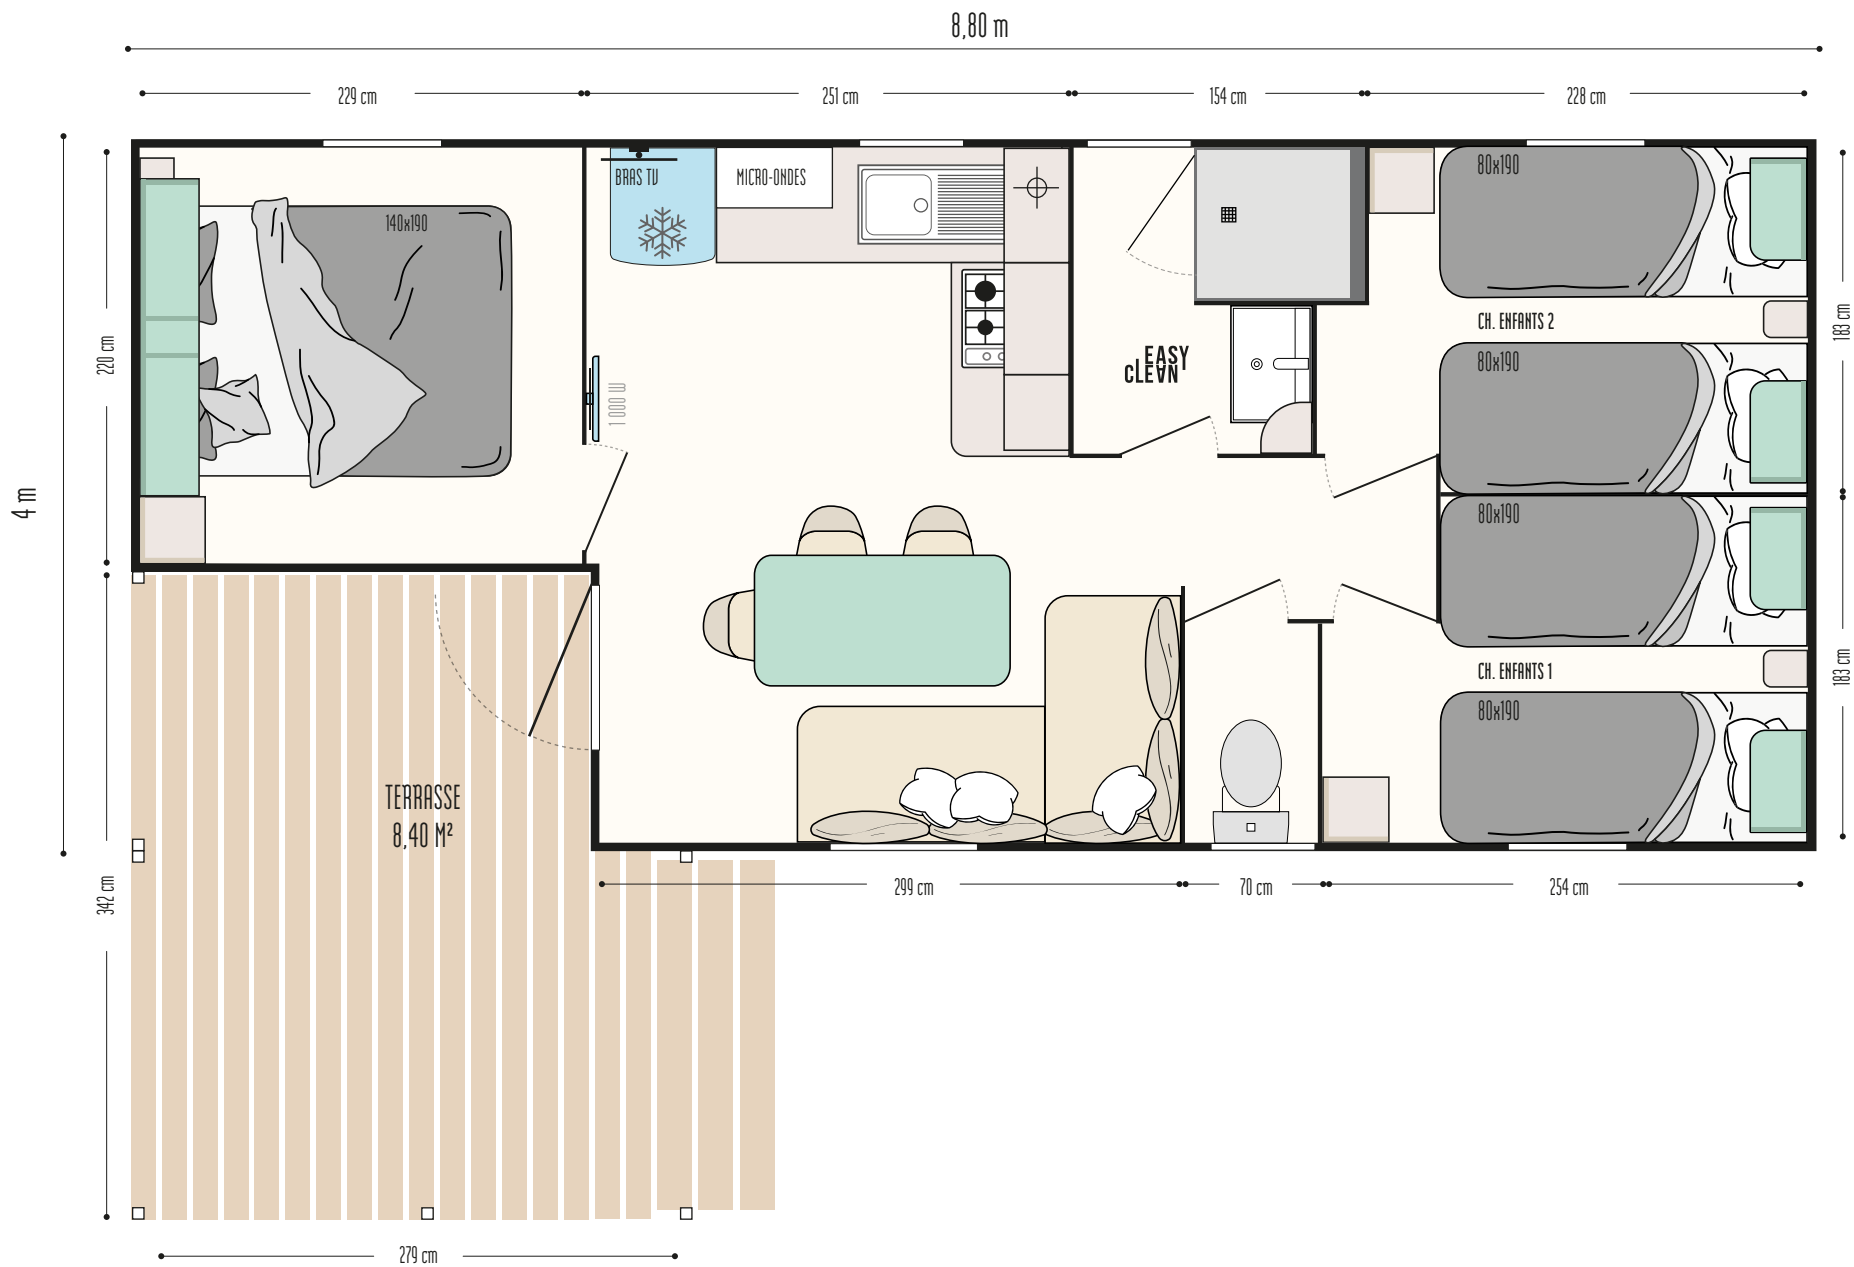 8,80 m
229 cm
251 cm
154 cm
228 cm
BRAS TV
MICRO-ONDES
80x190
140x190
CH. ENFANTS 2
183 cm
220 cm
EASY
CLEAN
80x190
1 000 W
4 m
80x190
CH. ENFANTS 1
183 cm
80x190
TERRASSE
8,40 M²
342 cm
299 cm
70 cm
254 cm
279 cm